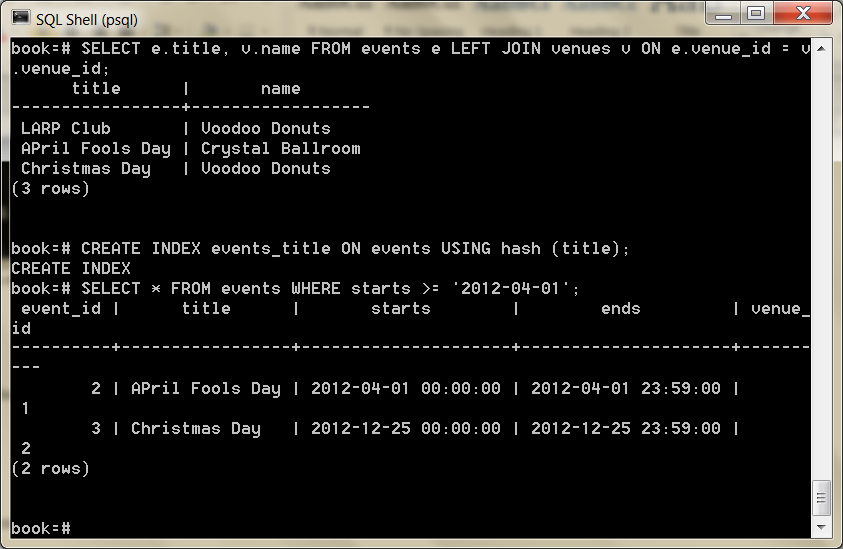 SQL Shell (psql)
book=# SELECT e.title, v.name FROM events e LEFT JOIN venues v ON e.venue_id = v
.venue_id;
      title      |       name
-----------------+------------------
 LARP Club       | Voodoo Donuts
 APril Fools Day | Crystal Ballroom
 Christmas Day   | Voodoo Donuts
(3 rows)
book=# CREATE INDEX events_title ON events USING hash (title);
CREATE INDEX
book=# SELECT * FROM events WHERE starts >= '2012-04-01';
 event_id |      title      |       starts        |        ends         | venue_
id
----------+-----------------+---------------------+---------------------+-------
---
        2 | APril Fools Day | 2012-04-01 00:00:00 | 2012-04-01 23:59:00 |
 1
        3 | Christmas Day   | 2012-12-25 00:00:00 | 2012-12-25 23:59:00 |
 2
(2 rows)
book=#